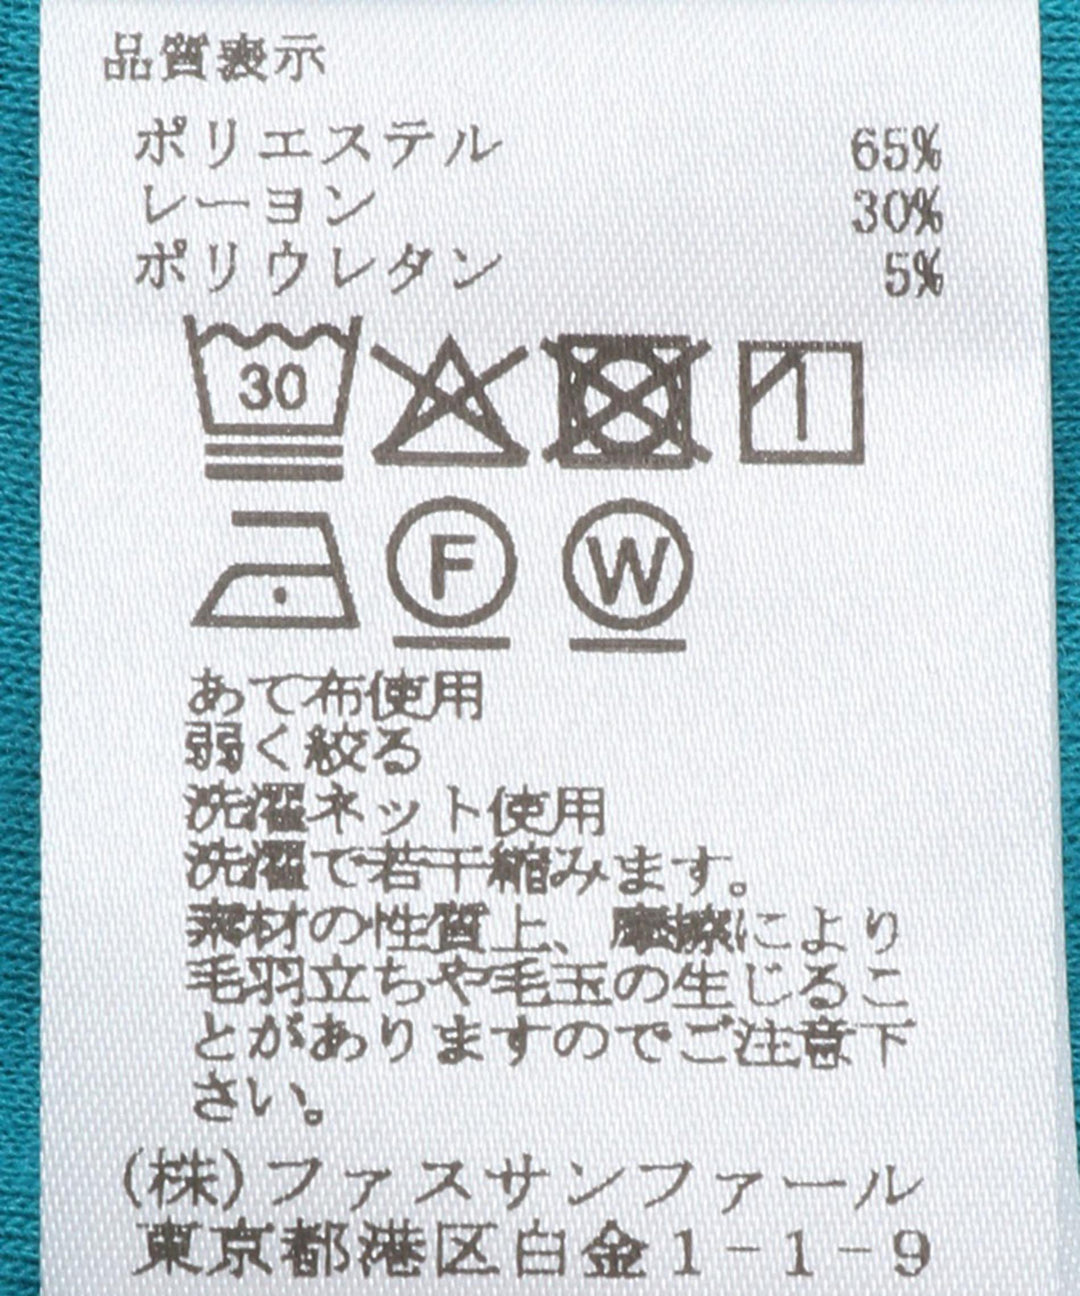 品質表示
ポリエステル 65%
レーヨン 30%
ポリウレタン 5%
30
F W
あて布使用
弱く絞る
洗濯ネット使用
洗濯で若干縮みます。
素材の性質上、摩擦により
毛羽立ちや毛玉の生じるこ
とがありますのでご注意下
さい。
(株)ファスサンファール
東京都港区白金1-1-9